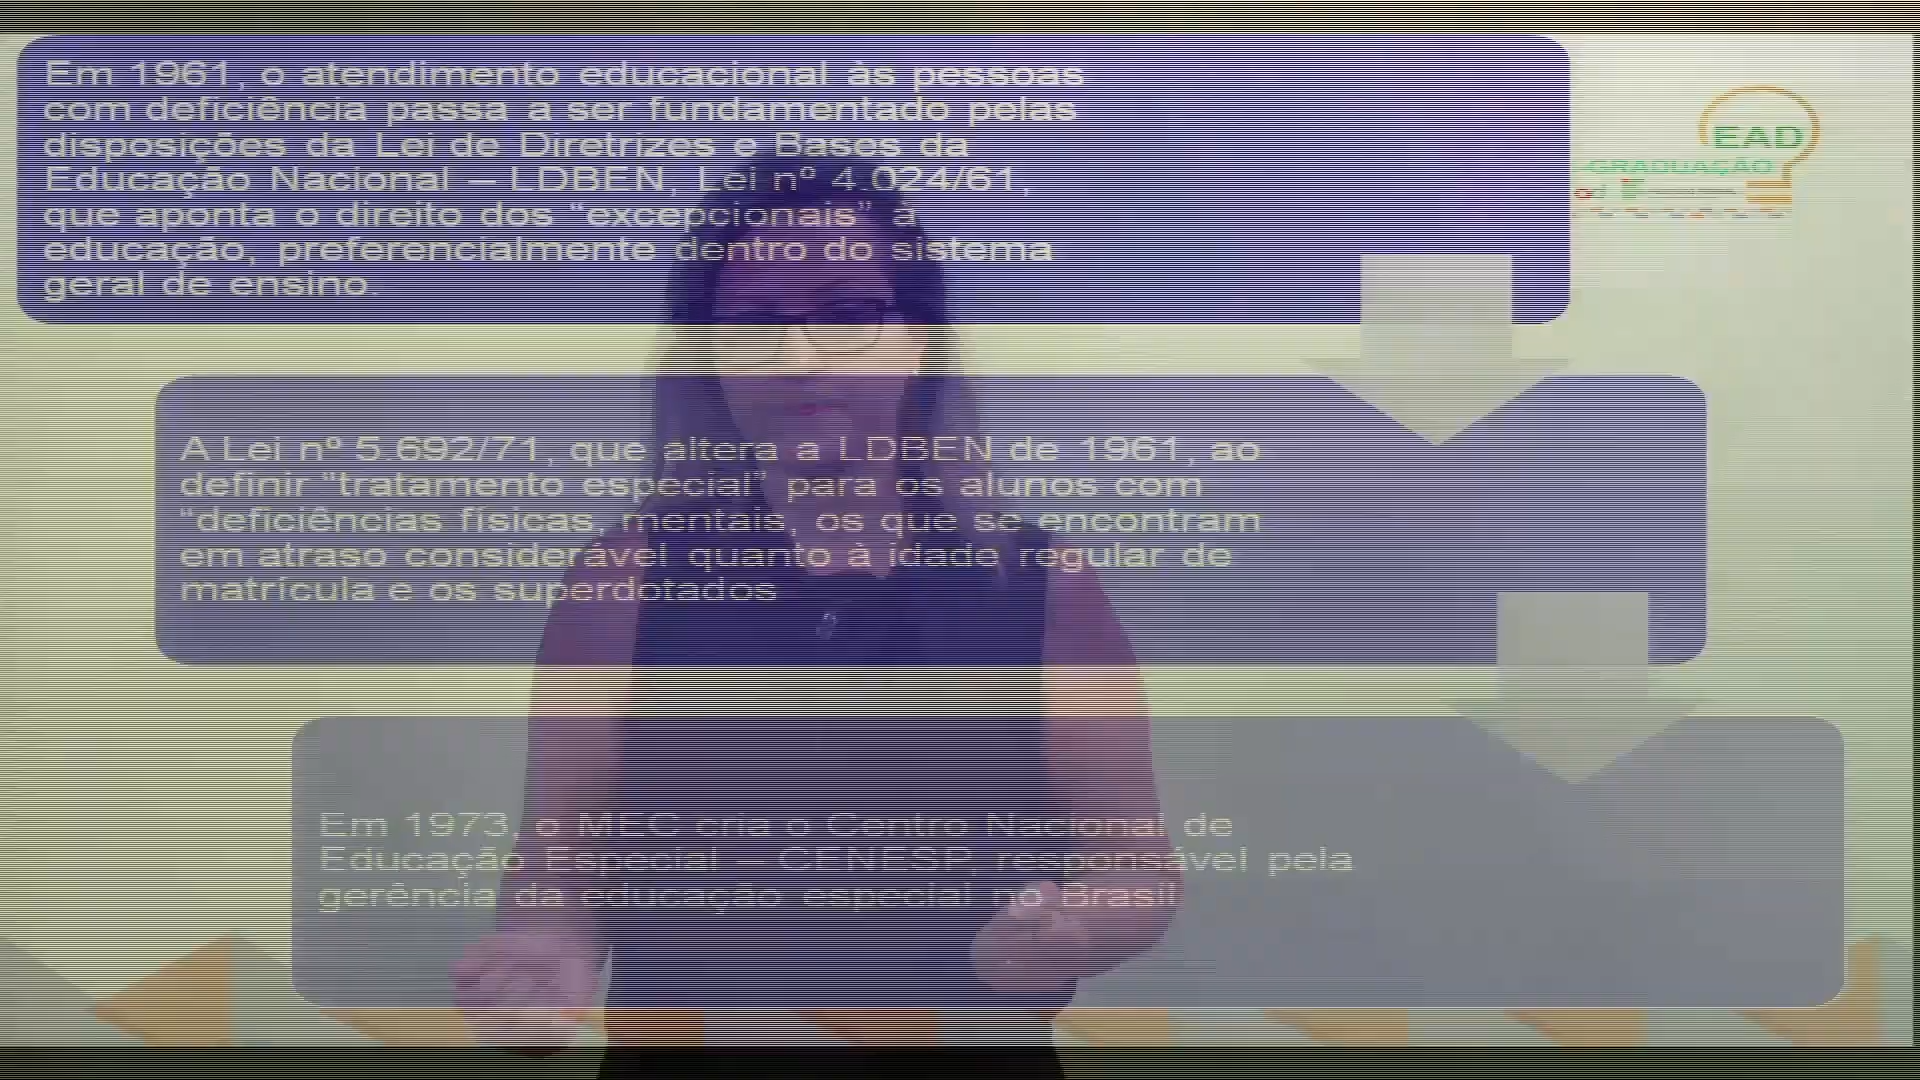 Em 1961, o atendimento educacional às pessoas
com deficiência passa a ser fundamentado pelas
disposições da Lei de Diretrizes e Bases da
Educação Nacional – LDBEN, Lei nº 4.024/61,
que aponta o direito dos “excepcionais” à
educação, preferencialmente dentro do sistema
geral de ensino.
EAD
GRADUAÇÃO
A Lei nº 5.692/71, que altera a LDBEN de 1961, ao
definir “tratamento especial” para os alunos com
“deficiências físicas, mentais, os que se encontram
em atraso considerável quanto à idade regular de
matrícula e os superdotados
Em 1973, o MEC cria o Centro Nacional de
Educação Especial – CENESP, responsável pela
gerência da educação especial no Brasil